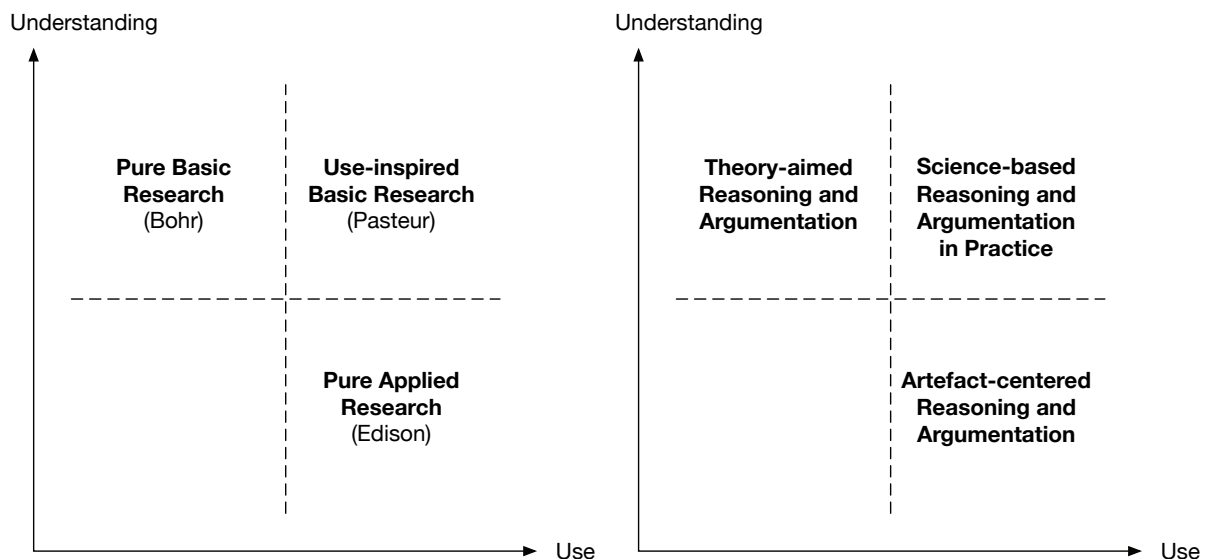 Understanding
Pure Basic
Research
(Bohr)
Use-inspired
Basic Research
(Pasteur)
Pure Applied
Research
(Edison)
Use
Understanding
Theory-aimed
Reasoning and
Argumentation
Science-based
Reasoning and
Argumentation
in Practice
Artefact-centered
Reasoning and
Argumentation
Use